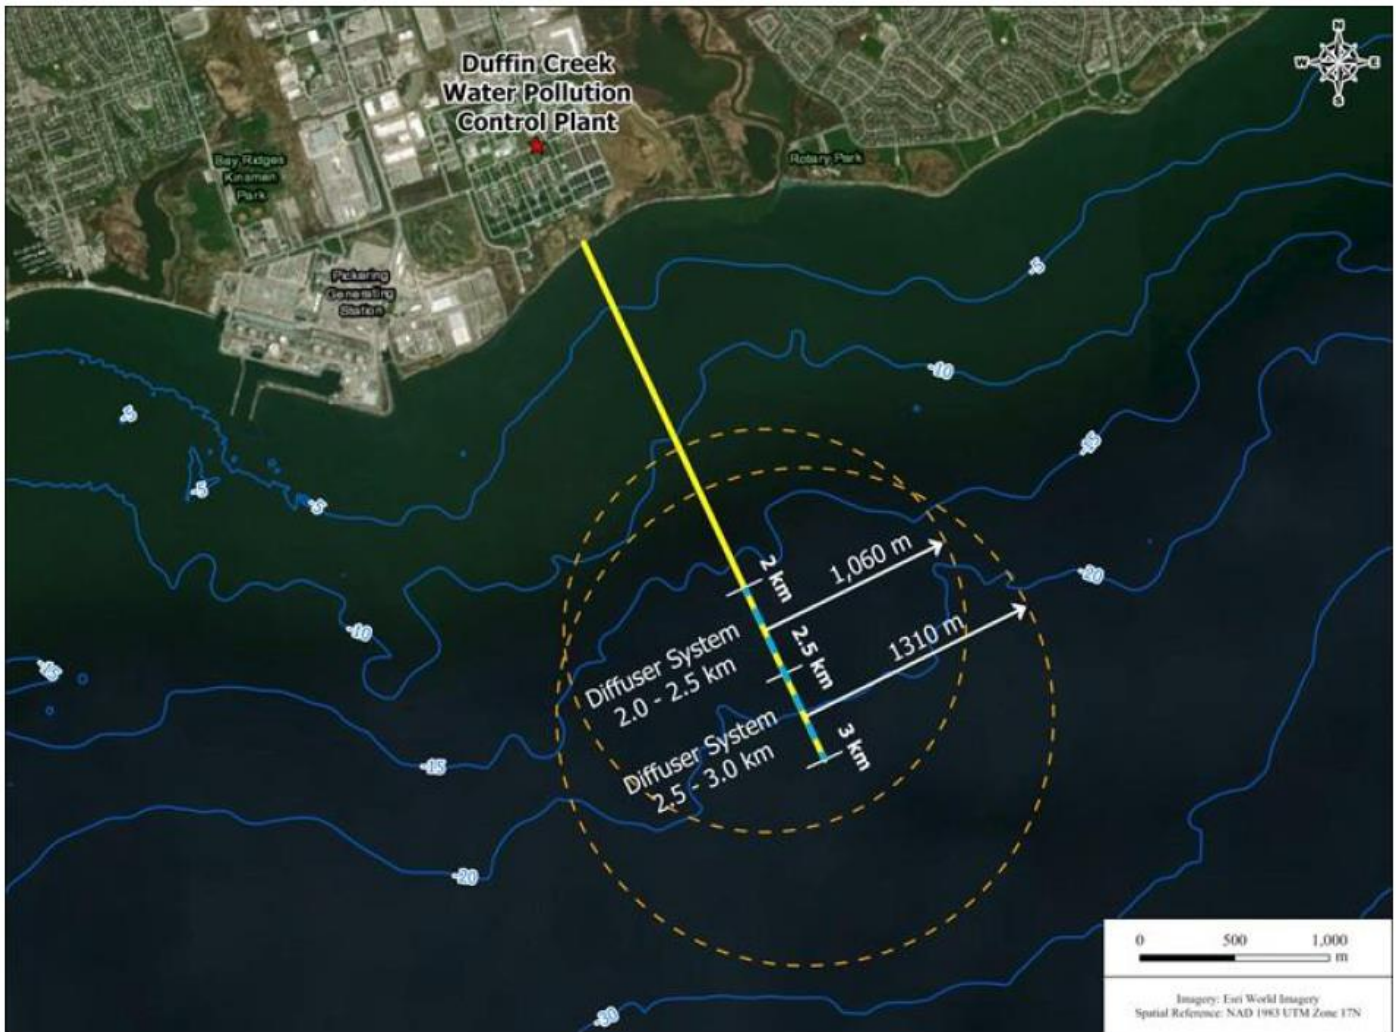 Duffin Creek
Water Pollution
Control Plant
N
W
E
S
Bay Ridges
Kinsmen
Park
Rotary Park
Pickering
Generating
Station
-5
-10
-5
-15
-5
-5
2 km
1,060 m
-20
-10
2.5 km
1310 m
Diffuser System
2.0 - 2.5 km
-15
3 km
Diffuser System
2.5 - 3.0 km
-15
-20
-30
0 500 1,000
m
Imagery: Esri World Imagery
Spatial Reference: NAD 1983 UTM Zone 17N